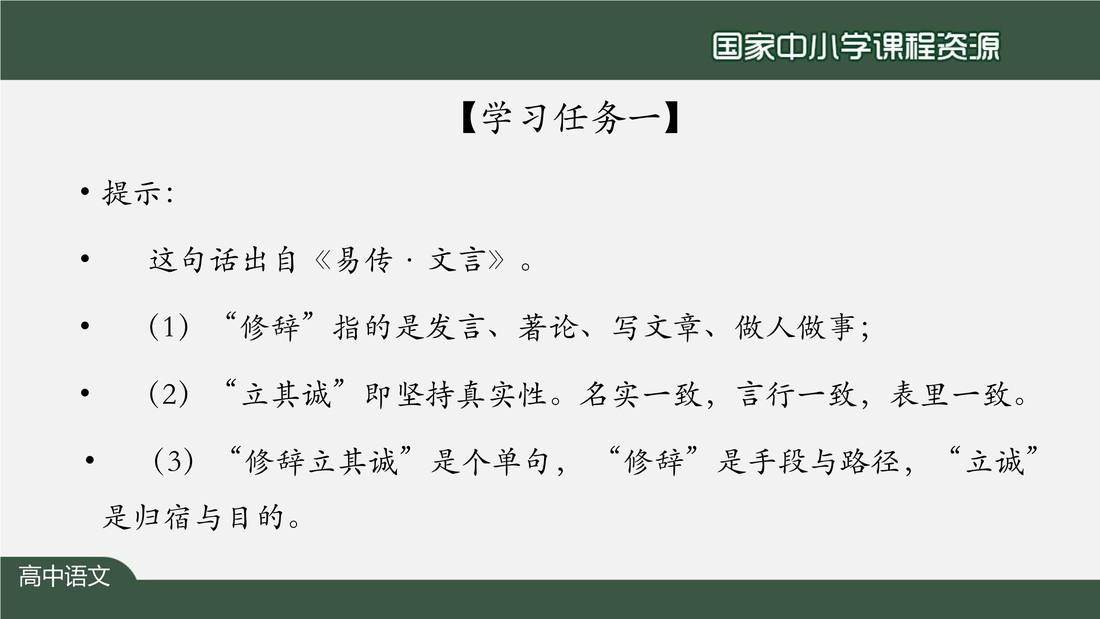 国家中小学课程资源
【学习任务一】
• 提示：
• 这句话出自《易传·文言》。
• （1）“修辞”指的是发言、著论、写文章、做人做事；
• （2）“立其诚”即坚持真实性。名实一致，言行一致，表里一致。
• （3）“修辞立其诚”是个单句，“修辞”是手段与路径，“立诚”
是归宿与目的。
高中语文